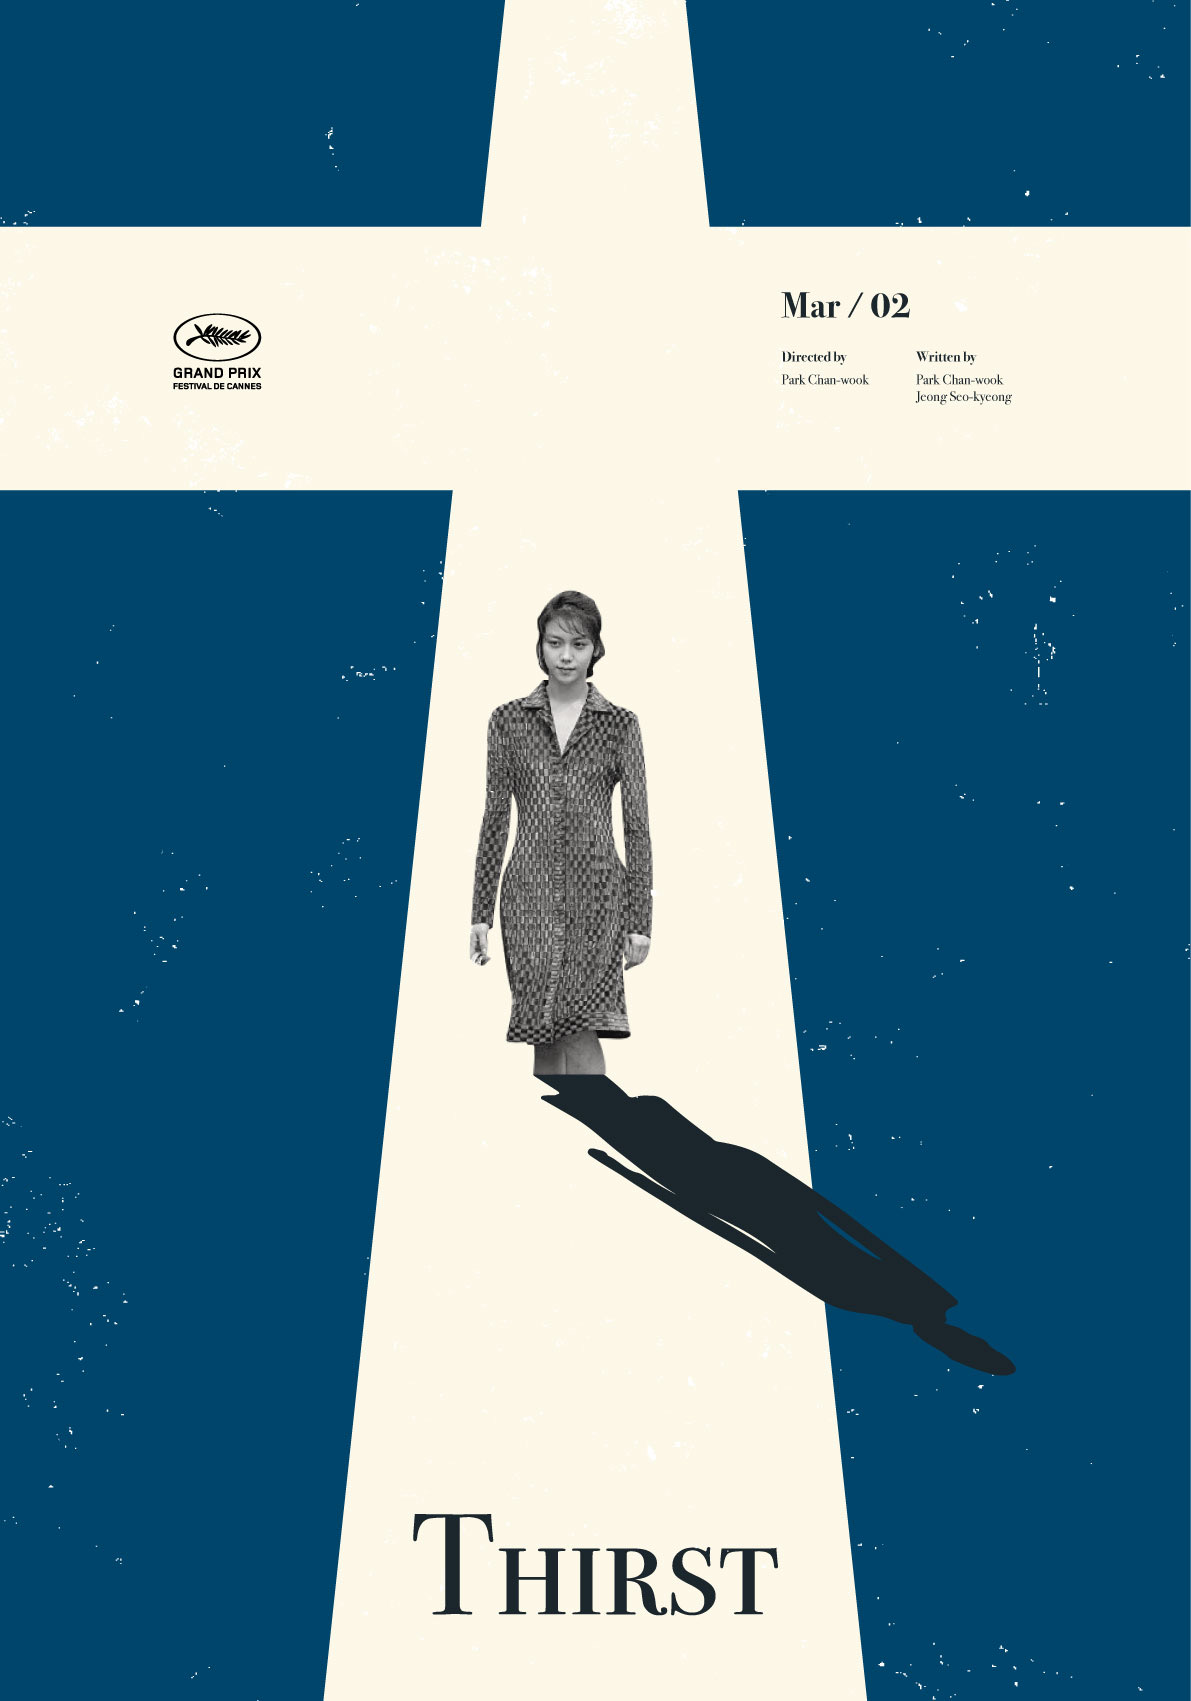 GRAND PRIX
FESTIVAL DE CANNES
Mar / 02
Directed by
Park Chan-wook
Written by
Park Chan-wook
Jeong Seo-kyeong
THIRST